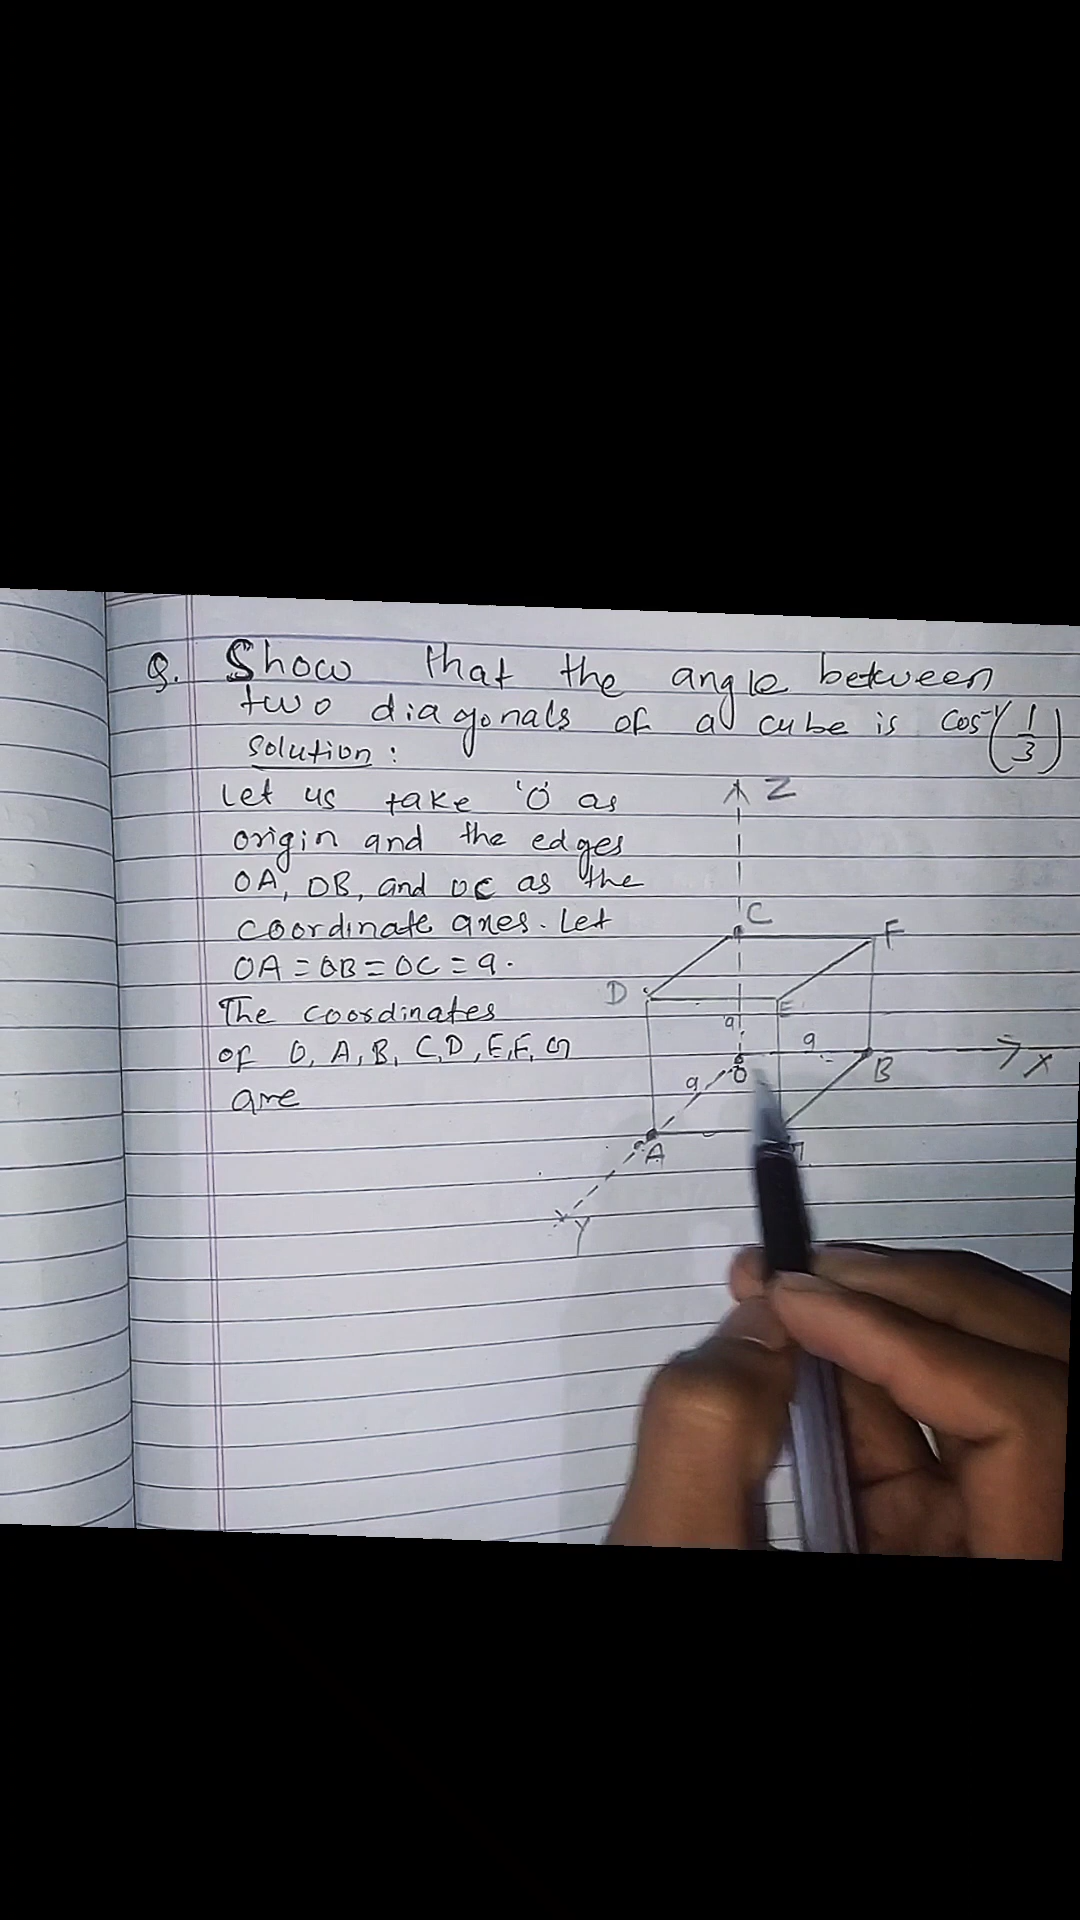 Q. Show that the angle between
two diagonals of a cube is cos⁻¹(1/3)
Solution:
Let us take 'O' as
origin and the edges
OA, OB, and OC as the
coordinate axes. Let
OA = OB = OC = a.
The coordinates
of O, A, B, C, D, E, F, G
are
Z
C
F
D
E
a
a
O
B
X
a
A
Y